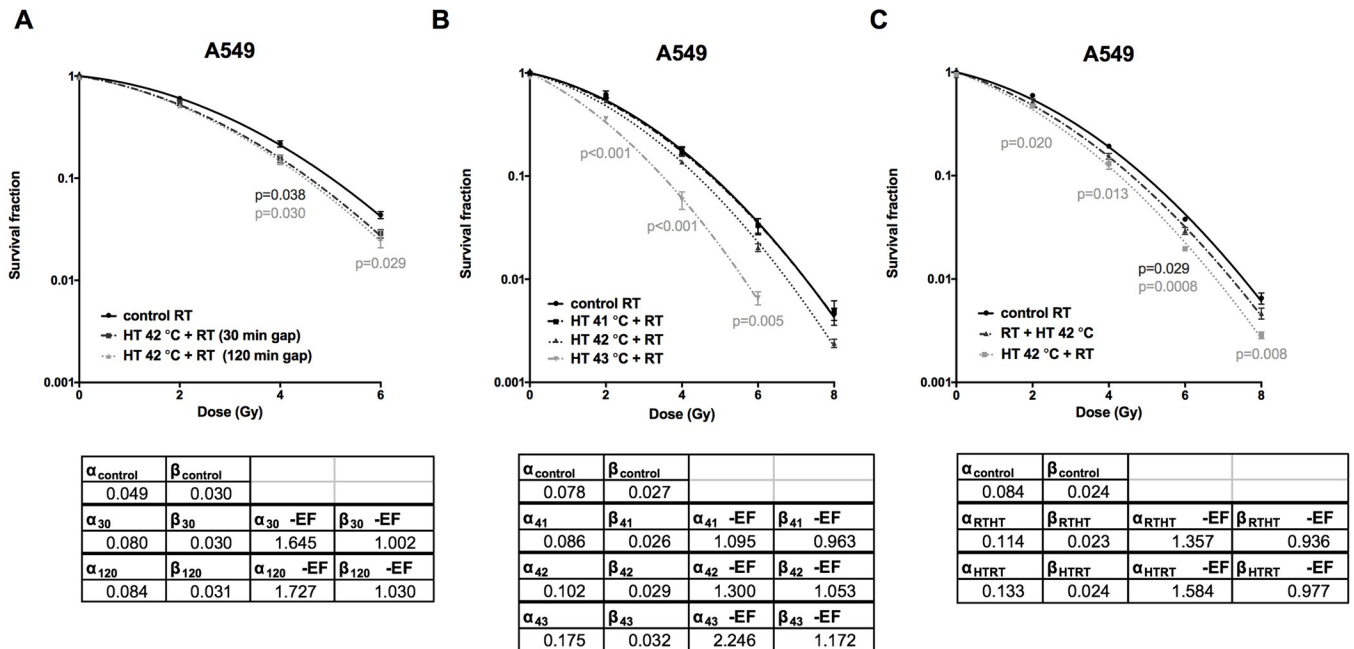 A
A549
Survival fraction
1
0.1
0.01
0.001
p=0.038
p=0.030
p=0.029
control RT
HT 42 °C + RT (30 min gap)
HT 42 °C + RT (120 min gap)
0 2 4 6
Dose (Gy)
αcontrol βcontrol
0.049 0.030
α30 β30 α30 -EF β30 -EF
0.080 0.030 1.645 1.002
α120 β120 α120 -EF β120 -EF
0.084 0.031 1.727 1.030
B
A549
Survival fraction
1
0.1
0.01
0.001
p<0.001
p<0.001
p=0.005
control RT
HT 41 °C + RT
HT 42 °C + RT
HT 43 °C + RT
0 2 4 6 8
Dose (Gy)
αcontrol βcontrol
0.078 0.027
α41 β41 α41 -EF β41 -EF
0.086 0.026 1.095 0.963
α42 β42 α42 -EF β42 -EF
0.102 0.029 1.300 1.053
α43 β43 α43 -EF β43 -EF
0.175 0.032 2.246 1.172
C
A549
Survival fraction
1
0.1
0.01
0.001
p=0.020
p=0.013
p=0.029
p=0.0008
p=0.008
control RT
RT + HT 42 °C
HT 42 °C + RT
0 2 4 6 8
Dose (Gy)
αcontrol βcontrol
0.084 0.024
αRTHT βRTHT αRTHT -EF βRTHT -EF
0.114 0.023 1.357 0.936
αHTRT βHTRT αHTRT -EF βHTRT -EF
0.133 0.024 1.584 0.977